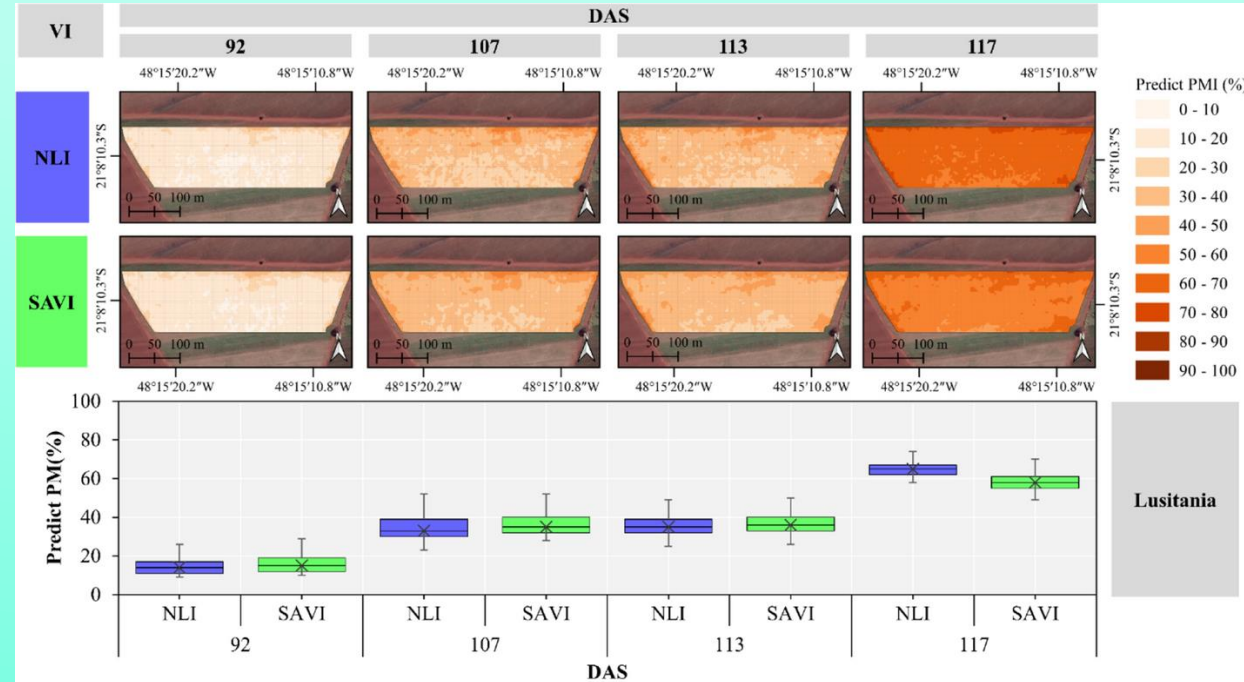 VI
DAS
92 107 113 117
48°15'20.2"W 48°15'10.8"W 48°15'20.2"W 48°15'10.8"W 48°15'20.2"W 48°15'10.8"W 48°15'20.2"W 48°15'10.8"W
NLI
21°8'10.3"S
21°8'10.3"S
N N N N
0 50 100 m 0 50 100 m 0 50 100 m 0 50 100 m
SAVI
21°8'10.3"S
21°8'10.3"S
N N N N
0 50 100 m 0 50 100 m 0 50 100 m 0 50 100 m
48°15'20.2"W 48°15'10.8"W 48°15'20.2"W 48°15'10.8"W 48°15'20.2"W 48°15'10.8"W 48°15'20.2"W 48°15'10.8"W
Predict PMI (%)
0 - 10
10 - 20
20 - 30
30 - 40
40 - 50
50 - 60
60 - 70
70 - 80
80 - 90
90 - 100
Predict PM(%)
100
80
60
40
20
0
NLI SAVI NLI SAVI NLI SAVI NLI SAVI
92 107 113 117
DAS
Lusitania